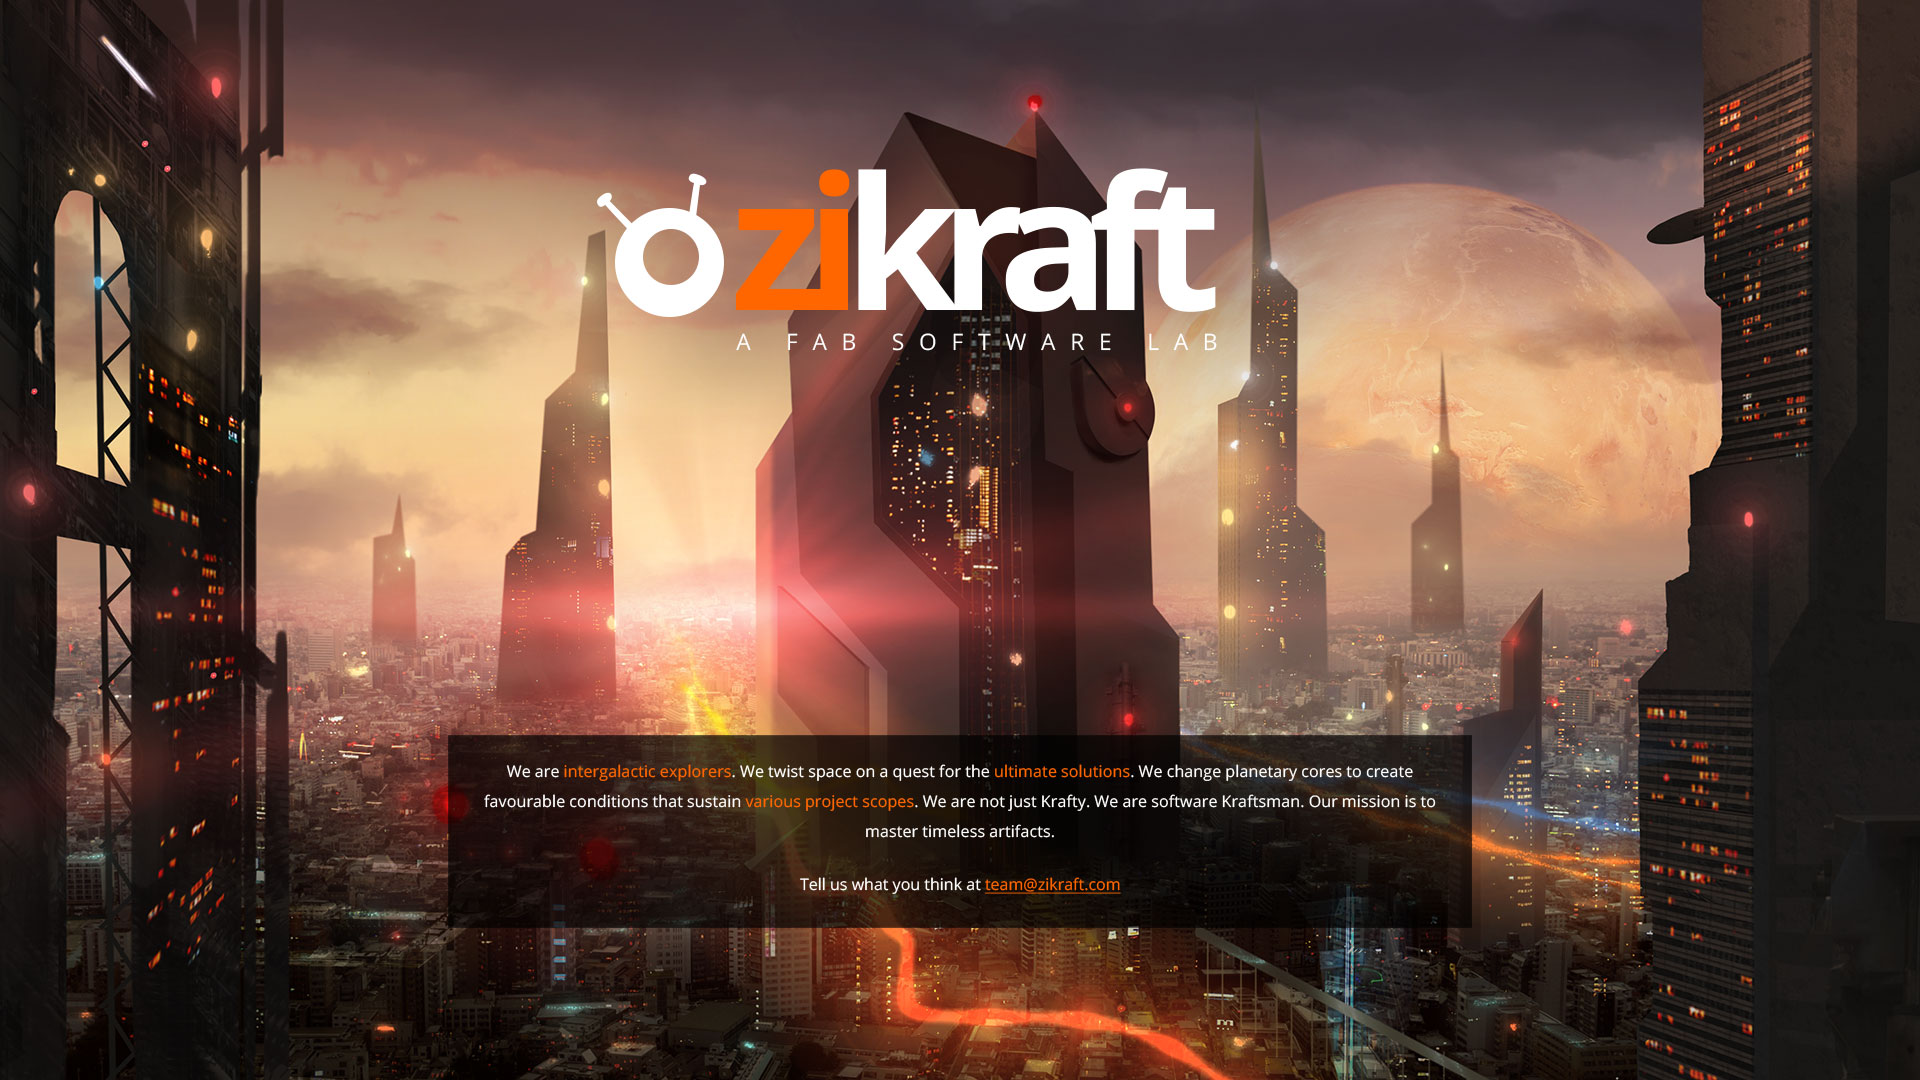 zikraft
A FAB SOFTWARE LAB
We are intergalactic explorers. We twist space on a quest for the ultimate solutions. We change planetary cores to create
favourable conditions that sustain various project scopes. We are not just Krafty. We are software Kraftsman. Our mission is to
master timeless artifacts.
Tell us what you think at team@zikraft.com